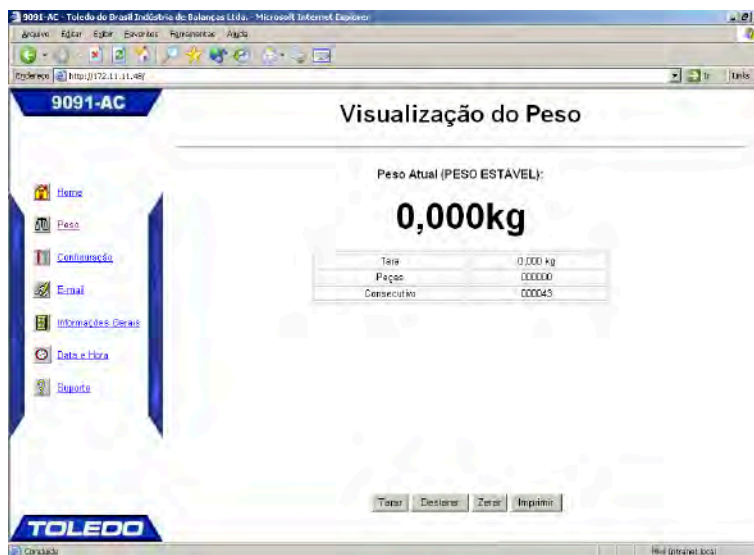 9091-AC - Toledo do Brasil Indústria de Balanças Ltda. - Microsoft Internet Explorer
Arquivo Editar Exibir Favoritos Ferramentas Ajuda
Endereço http://172.11.11.48/ Ir Links
9091-AC
Visualização do Peso
Peso Atual (PESO ESTAVEL):
0,000kg
Tara 0,000 kg
Peças 000000
Consecutivo 000043
Home
Peso
Configuração
E-mail
Informações Gerais
Data e Hora
Suporte
Tarar Destarar Zerar Imprimir
TOLEDO
Concluído Intranet local